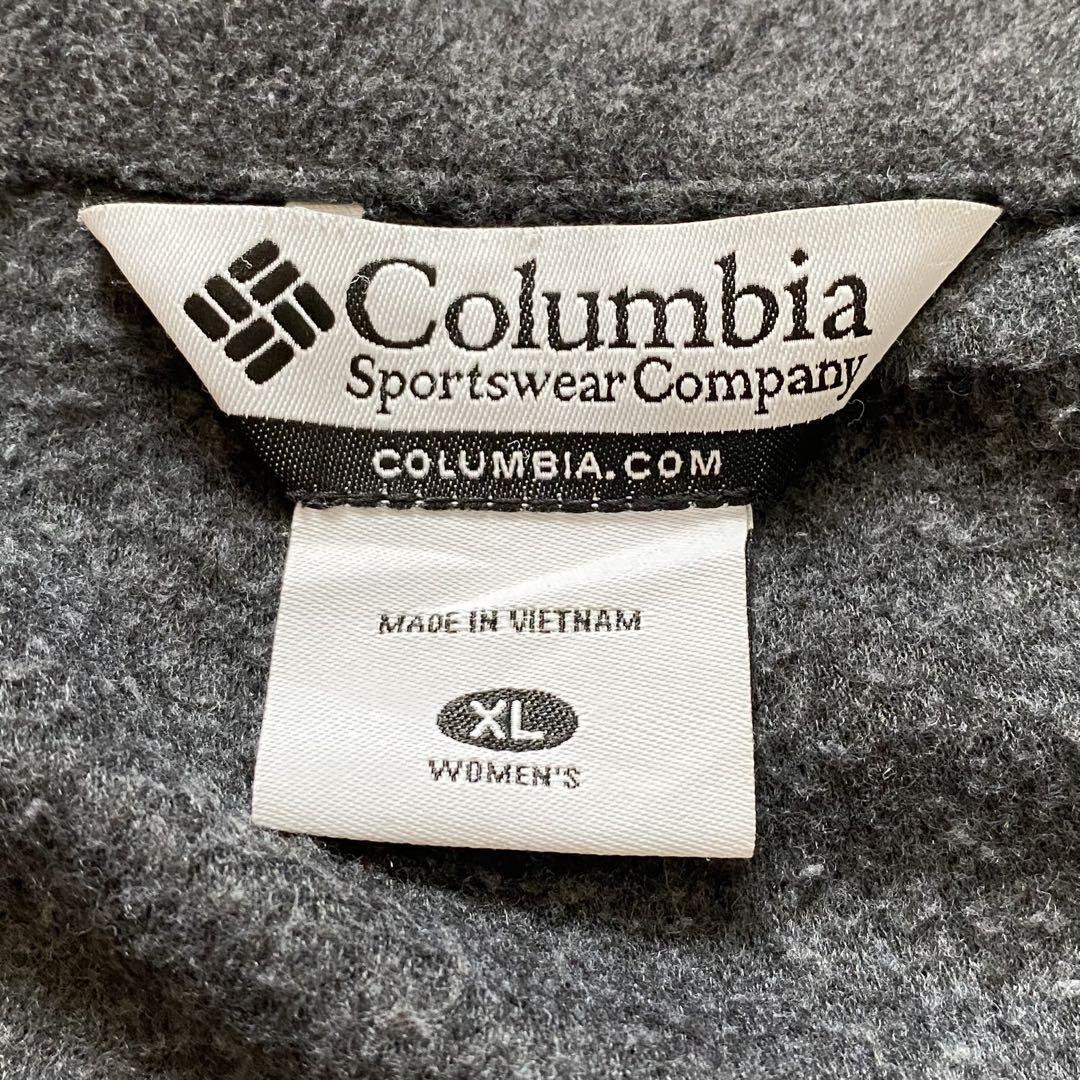 Columbia
Sportswear Company
COLUMBIA.COM
MADE IN VIETNAM
XL
WOMEN'S